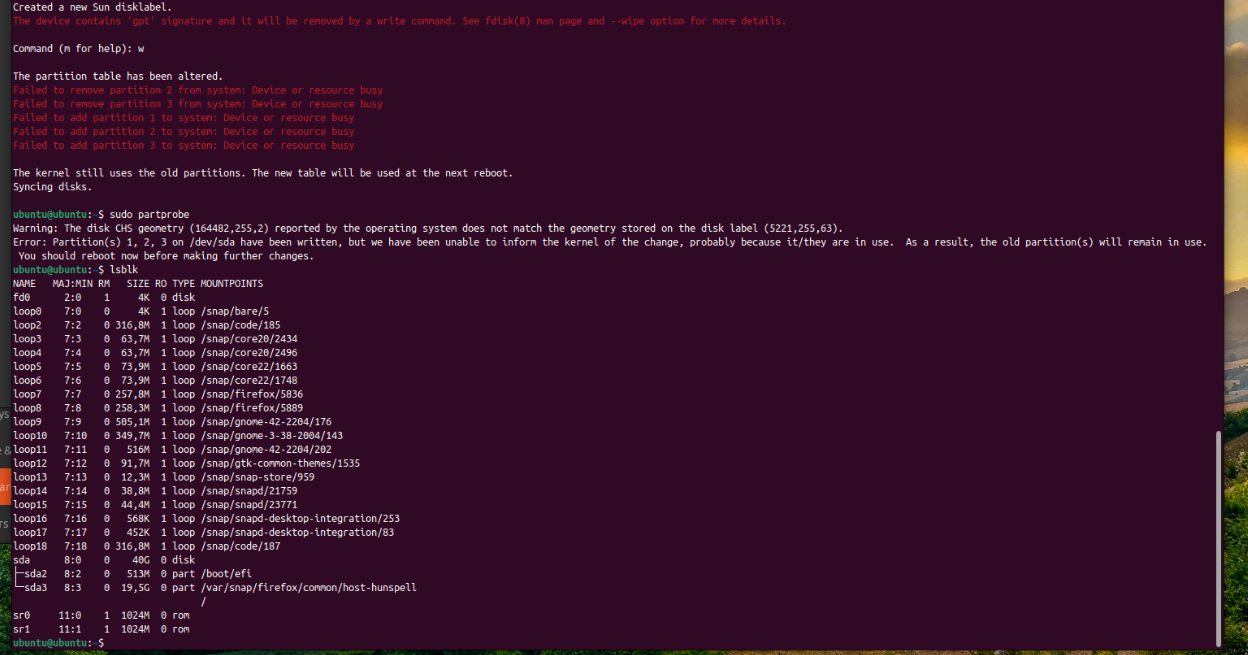 Created a new Sun disklabel.
The device contains 'gpt' signature and it will be removed by a write command. See fdisk(8) man page and --wipe option for more details.
Command (m for help): w
The partition table has been altered.
Failed to remove partition 2 from system: Device or resource busy
Failed to remove partition 3 from system: Device or resource busy
Failed to add partition 1 to system: Device or resource busy
Failed to add partition 2 to system: Device or resource busy
Failed to add partition 3 to system: Device or resource busy
The kernel still uses the old partitions. The new table will be used at the next reboot.
Syncing disks.
ubuntu@ubuntu:~$ sudo partprobe
Warning: The disk CHS geometry (164482,255,2) reported by the operating system does not match the geometry stored on the disk label (5221,255,63).
Error: Partition(s) 1, 2, 3 on /dev/sda have been written, but we have been unable to inform the kernel of the change, probably because it/they are in use.  As a result, the old partition(s) will remain in use.
You should reboot now before making further changes.
ubuntu@ubuntu:~$ lsblk
NAME   MAJ:MIN RM   SIZE RO TYPE MOUNTPOINTS
fd0      2:0    1     4K  0 disk
loop0    7:0    0     4K  1 loop /snap/bare/5
loop2    7:2    0 316,8M  1 loop /snap/code/185
loop3    7:3    0  63,7M  1 loop /snap/core20/2434
loop4    7:4    0  63,7M  1 loop /snap/core20/2496
loop5    7:5    0  73,9M  1 loop /snap/core22/1663
loop6    7:6    0  73,9M  1 loop /snap/core22/1748
loop7    7:7    0 257,8M  1 loop /snap/firefox/5836
loop8    7:8    0 258,3M  1 loop /snap/firefox/5889
loop9    7:9    0 505,1M  1 loop /snap/gnome-42-2204/176
loop10   7:10   0 349,7M  1 loop /snap/gnome-3-38-2004/143
loop11   7:11   0   516M  1 loop /snap/gnome-42-2204/202
loop12   7:12   0  91,7M  1 loop /snap/gtk-common-themes/1535
loop13   7:13   0  12,3M  1 loop /snap/snap-store/959
loop14   7:14   0  38,8M  1 loop /snap/snapd/21759
loop15   7:15   0  44,4M  1 loop /snap/snapd/23771
loop16   7:16   0   568K  1 loop /snap/snapd-desktop-integration/253
loop17   7:17   0   452K  1 loop /snap/snapd-desktop-integration/83
loop18   7:18   0 316,8M  1 loop /snap/code/187
sda      8:0    0    40G  0 disk
├─sda2   8:2    0   513M  0 part /boot/efi
└─sda3   8:3    0  19,5G  0 part /var/snap/firefox/common/host-hunspell
/
sr0     11:0    1  1024M  0 rom
sr1     11:1    1  1024M  0 rom
ubuntu@ubuntu:~$